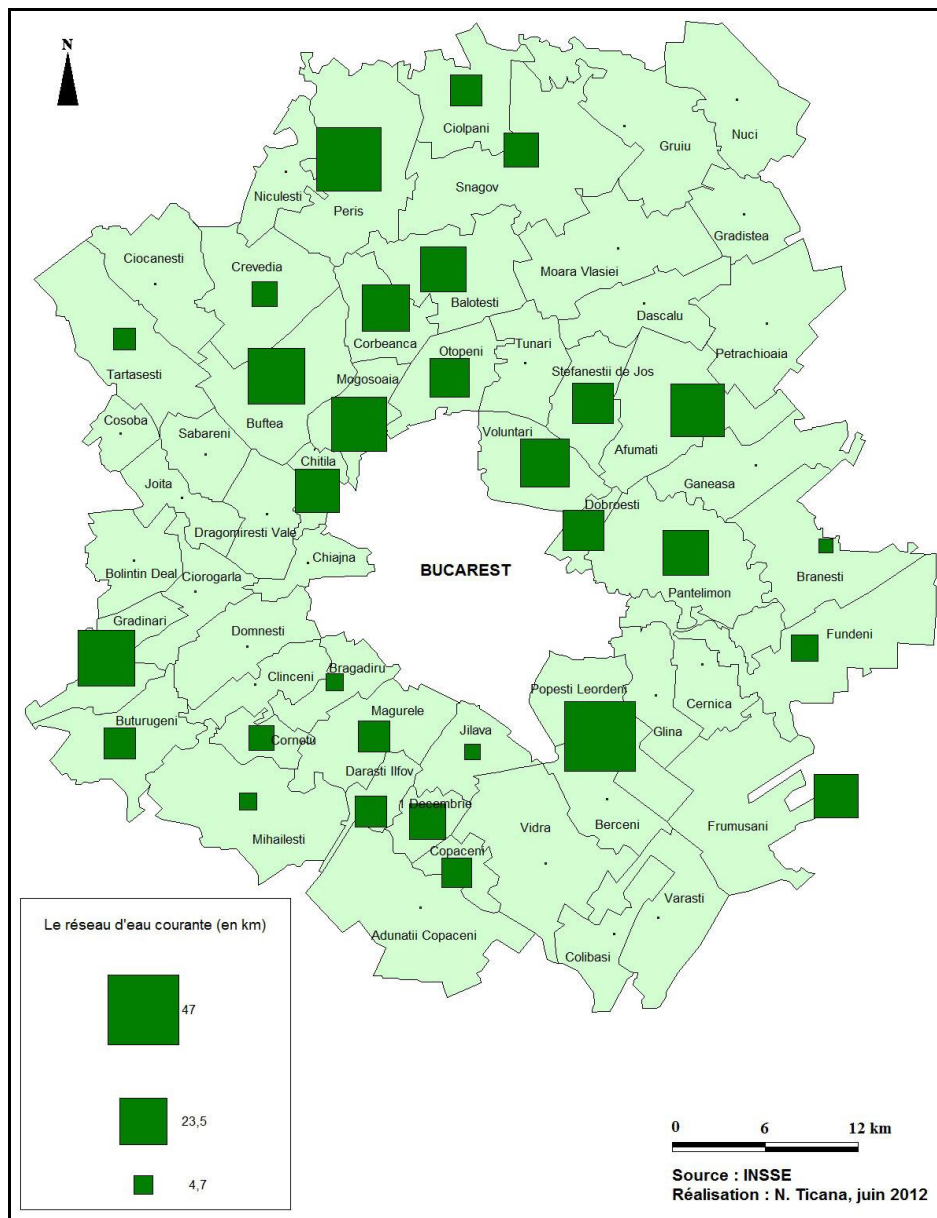 N
Ciolpani
Nuci
Gruiu
Snagov
Niculesti
Peris
Gradistea
Ciocanesti
Crevedia
Moara Vlasiei
Balotesti
Dascalu
Corbeanca
Otopeni
Tunari
Petrachioaia
Tartasesti
Mogosoaia
Stefanestii de Jos
Cosoba
Sabareni
Buftea
Voluntari
Afumati
Chitila
Joita
Ganeasa
Dobroesti
Dragomiresti Vale
Chiajna
Bolintin Deal
Ciorogarla
BUCAREST
Branesti
Pantelimon
Gradinari
Domnesti
Fundeni
Bragadiru
Clinceni
Popesti Leordeni
Cernica
Magurele
Buturugeni
Jilava
Glina
Cornetu
Darasti Ilfov
1 Decembrie
Vidra
Berceni
Frumusani
Mihailesti
Copaceni
Varasti
Adunatii Copaceni
Colibasi
Le réseau d'eau courante (en km)
47
23,5
4,7
0 6 12 km
Source : INSSE
Réalisation : N. Ticana, juin 2012